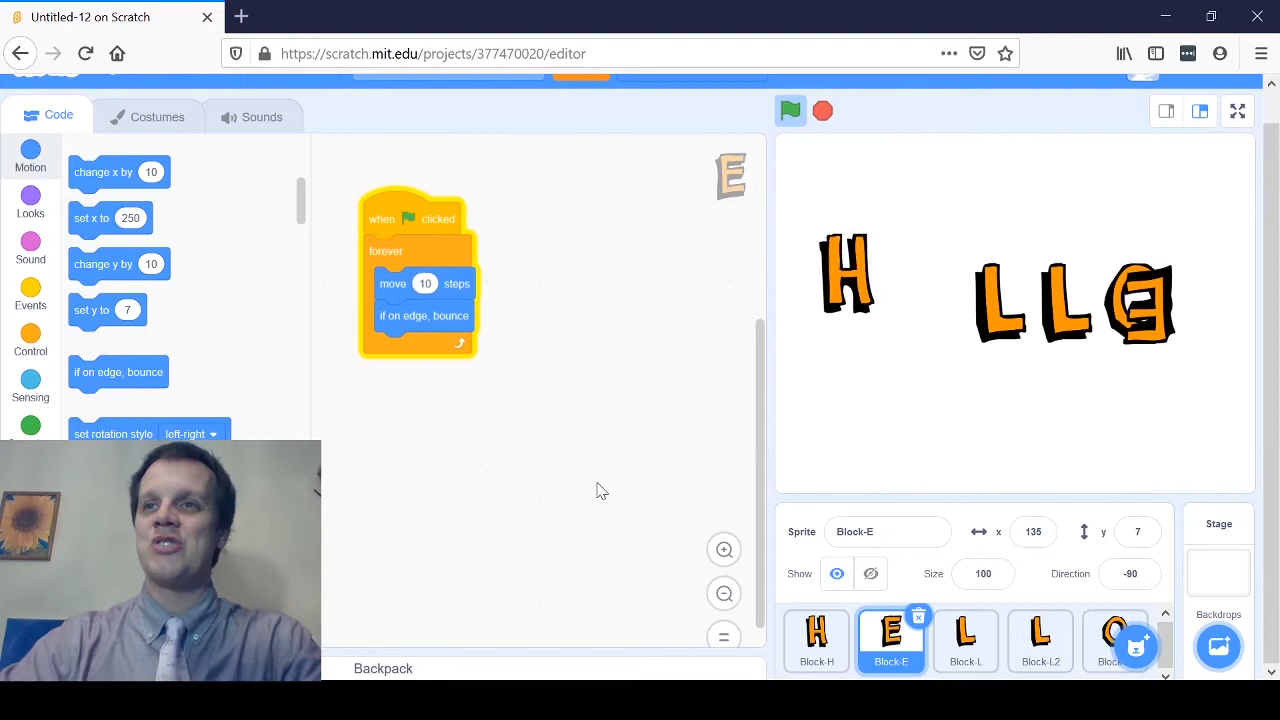 Untitled-12 on Scratch
https://scratch.mit.edu/projects/377470020/editor
Code
Costumes
Sounds
Motion
Looks
Sound
Events
Control
Sensing
change x by 10
set x to 250
change y by 10
set y to 7
if on edge, bounce
set rotation style left-right
when clicked
forever
move 10 steps
if on edge, bounce
E
H
L L O E
Sprite Block-E x 135 y 7
Show Size 100 Direction -90
H E L L O
Block-H Block-E Block-L Block-L2
Stage
Backdrops
Backpack